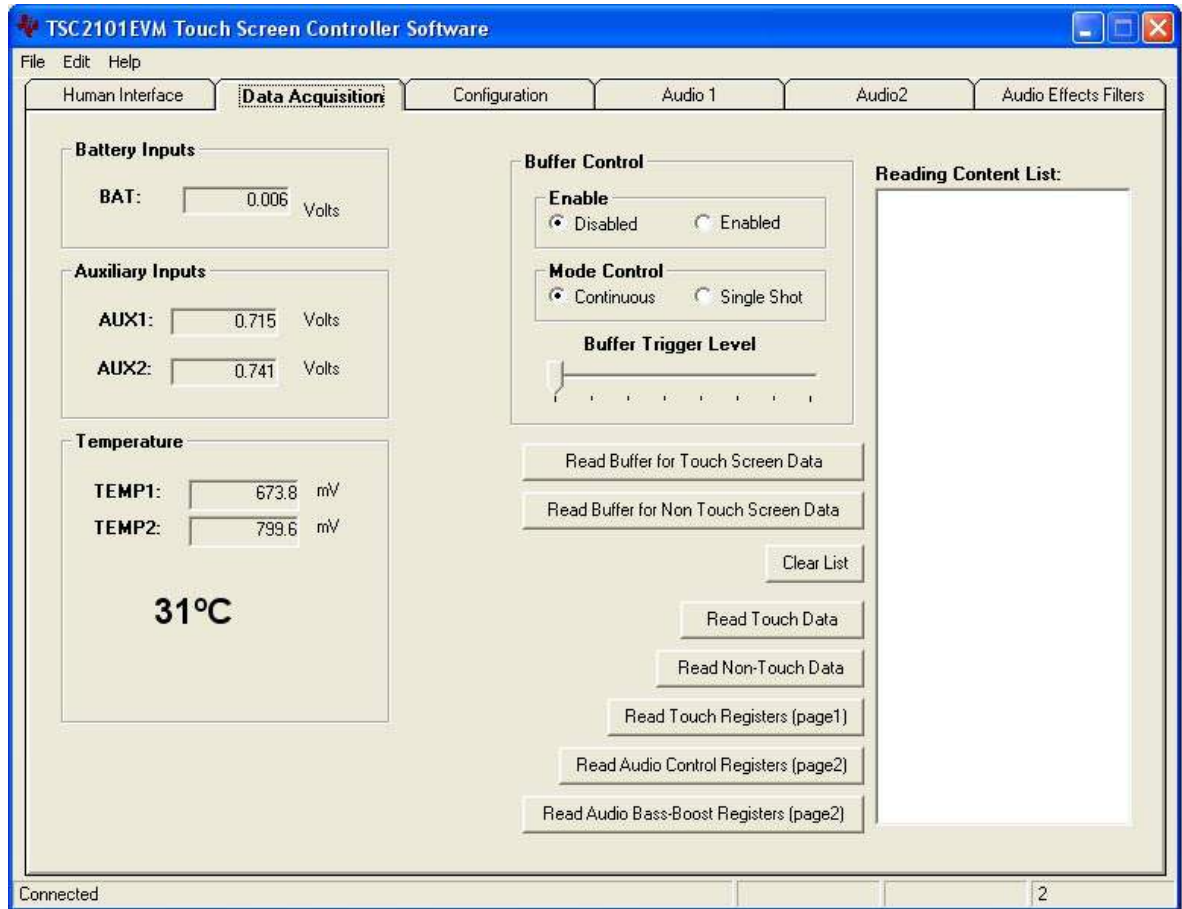 TSC2101EVM Touch Screen Controller Software
File Edit Help
Human Interface Data Acquisition Configuration Audio 1 Audio2 Audio Effects Filters
Battery Inputs
BAT: 0.006 Volts
Auxiliary Inputs
AUX1: 0.715 Volts
AUX2: 0.741 Volts
Temperature
TEMP1: 673.8 mV
TEMP2: 799.6 mV
31ºC
Buffer Control
Enable
Disabled Enabled
Mode Control
Continuous Single Shot
Buffer Trigger Level
Read Buffer for Touch Screen Data
Read Buffer for Non Touch Screen Data
Clear List
Read Touch Data
Read Non-Touch Data
Read Touch Registers (page1)
Read Audio Control Registers (page2)
Read Audio Bass-Boost Registers (page2)
Reading Content List:
Connected 2